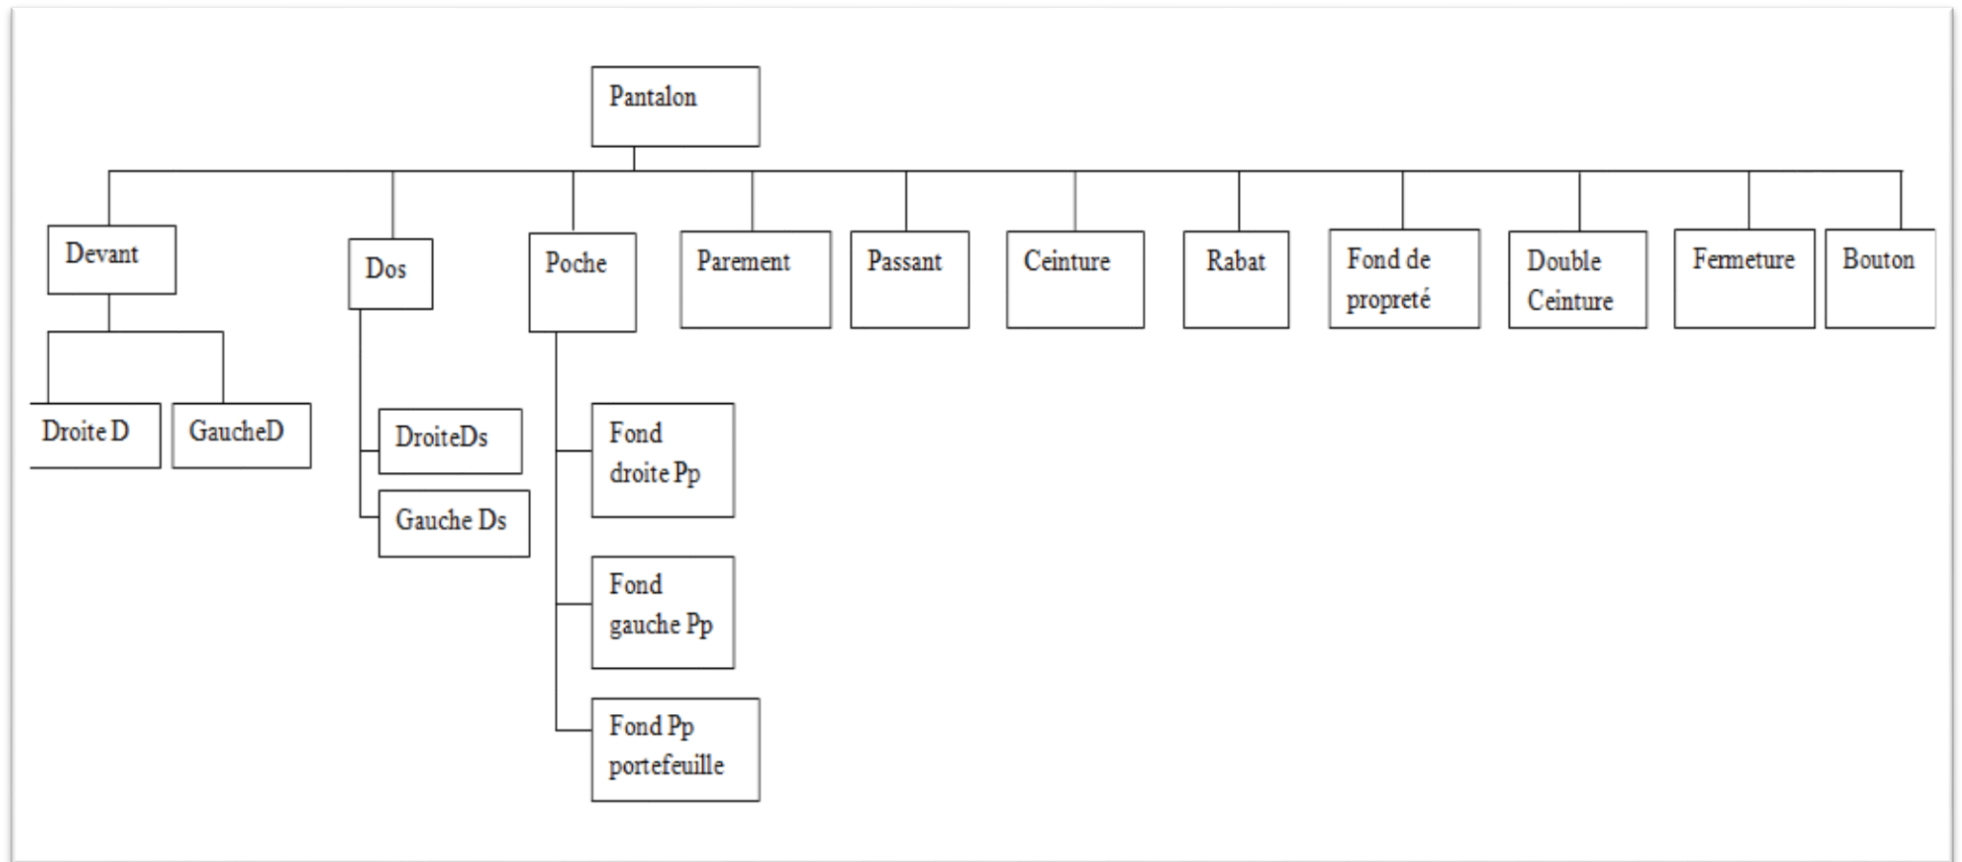 Pantalon
Devant
Dos
Poche
Parement
Passant
Ceinture
Rabat
Fond de
propreté
Double
Ceinture
Fermeture
Bouton
Droite D
GaucheD
DroiteDs
Gauche Ds
Fond
droite Pp
Fond
gauche Pp
Fond Pp
portefeuille